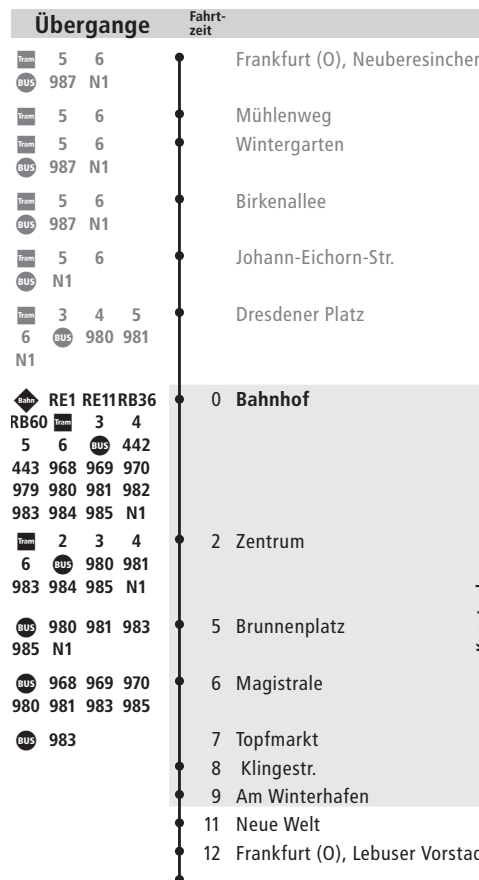 Übergange Fahrt-
zeit
Tram 5 6 Frankfurt (O), Neuberesinchen
BUS 987 N1
Tram 5 6 Mühlenweg
Tram 5 6 Wintergarten
BUS 987 N1
Tram 5 6 Birkenallee
BUS 987 N1
Tram 5 6 Johann-Eichorn-Str.
BUS N1
Tram 3 4 5 Dresdener Platz
6 BUS 980 981
N1
Bahn RE1 RE11 RB36 0 Bahnhof
RB60 Tram 3 4
5 6 BUS 442
443 968 969 970
979 980 981 982
983 984 985 N1
Tram 2 3 4 2 Zentrum
6 BUS 980 981
983 984 985 N1
BUS 980 981 983 5 Brunnenplatz
985 N1
BUS 968 969 970 6 Magistrale
980 981 983 985
BUS 983 7 Topfmarkt
8 Klingestr.
9 Am Winterhafen
11 Neue Welt
12 Frankfurt (O), Lebuser